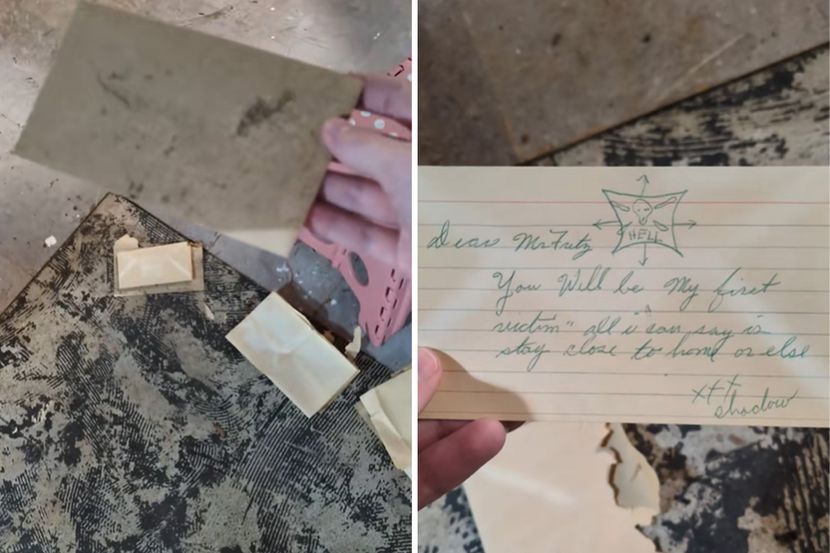 HELL
Dear Mr Fritz
You Will be My first
victim" all i can say is
stay close to home or else
xtt
shadow